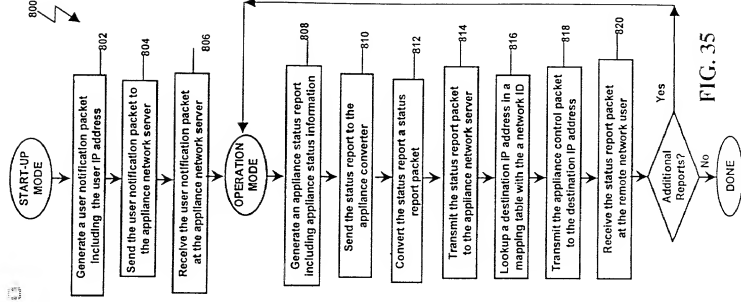 800
START-UP
MODE
Generate a user notification packet
including the user IP address
802
Send the user notification packet to
the appliance network server
804
Receive the user notification packet
at the appliance network server
806
OPERATION
MODE
Generate an appliance status report
including appliance status information
808
Send the status report to the
appliance converter
810
Convert the status report a status
report packet
812
Transmit the status report packet
to the appliance network server
814
Lookup a destination IP address in a
mapping table with the a network ID
816
Transmit the appliance control packet
to the destination IP address
818
Receive the status report packet
at the remote network user
820
Additional
Reports?
Yes
No
DONE
FIG. 35